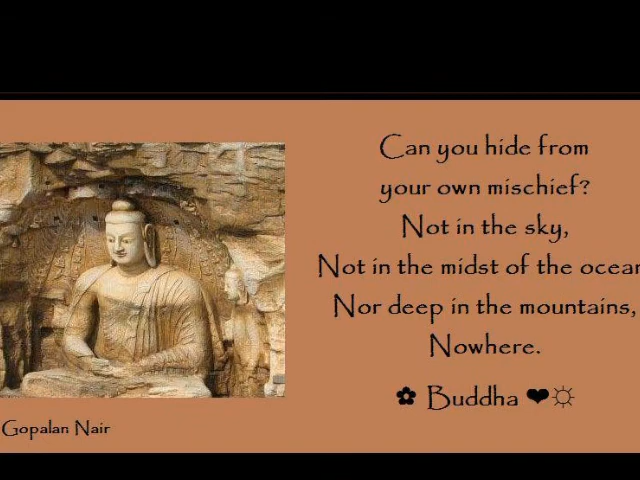 Can you hide from
your own mischief?
Not in the sky,
Not in the midst of the ocean
Nor deep in the mountains,
Nowhere.
✿ Buddha ❤☼
Gopalan Nair